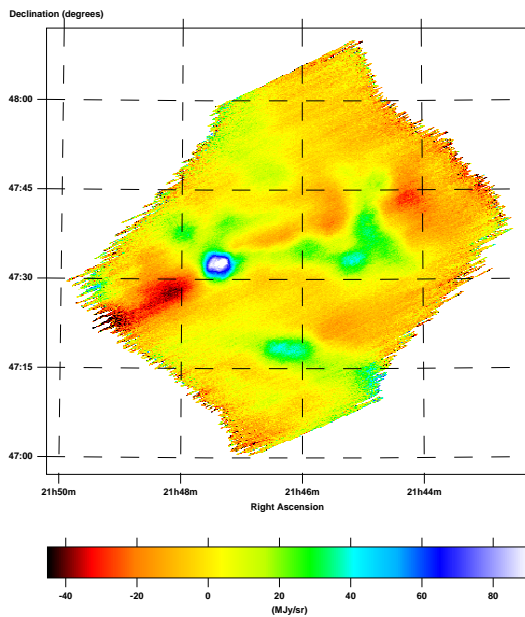 Declination (degrees)
48:00
47:45
47:30
47:15
47:00
21h50m 21h48m 21h46m 21h44m
Right Ascension
-40 -20 0 20 40 60 80
(MJy/sr)